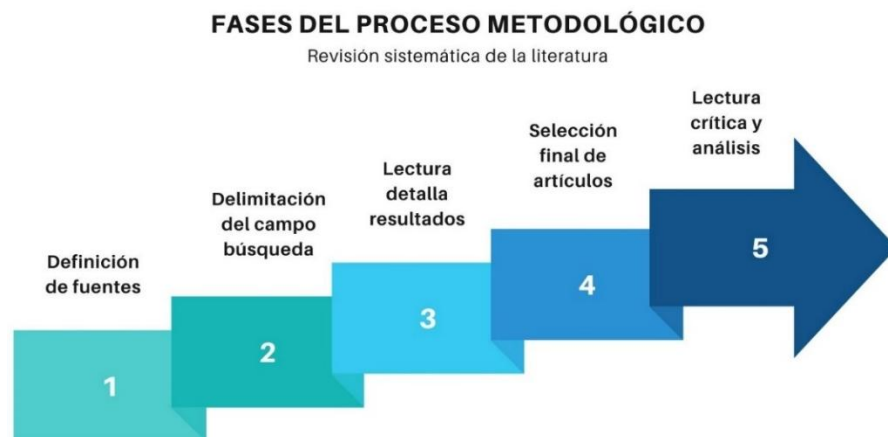 FASES DEL PROCESO METODOLÓGICO
Revisión sistemática de la literatura
Definición
de fuentes
1
Delimitación
del campo
búsqueda
2
Lectura
detalla
resultados
3
Selección
final de
artículos
4
Lectura
crítica y
análisis
5